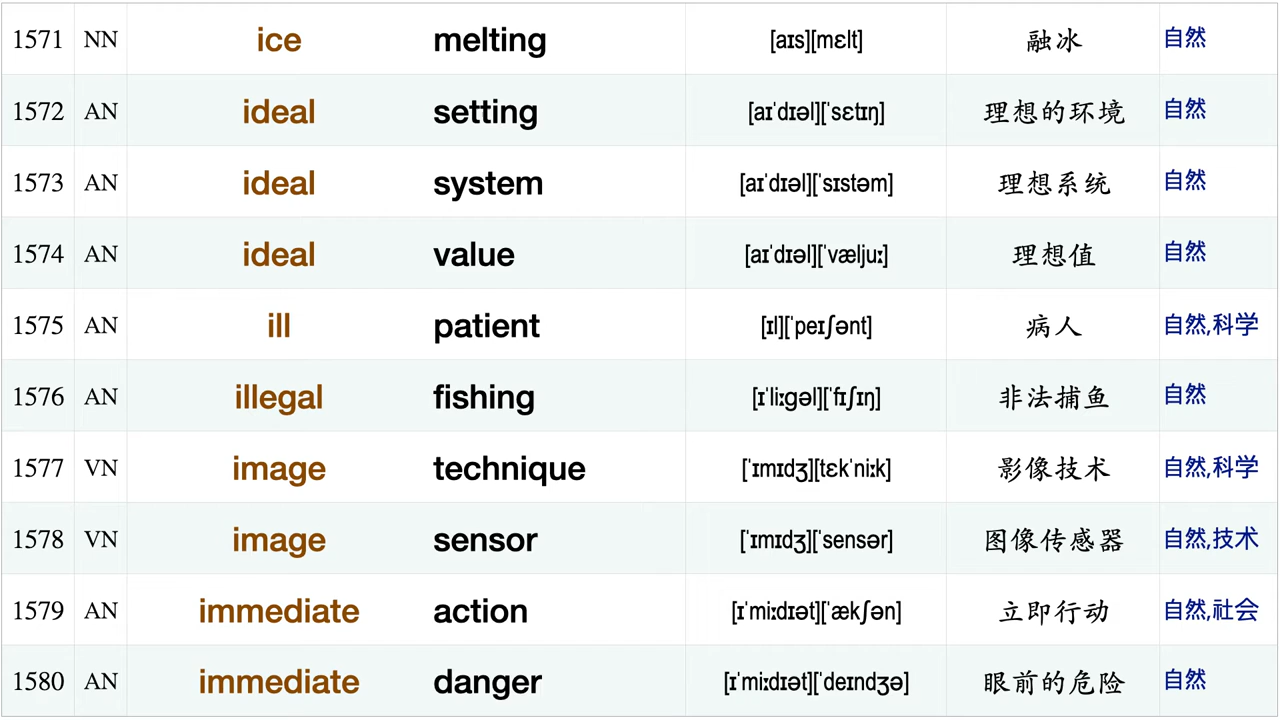 1571 NN ice melting [aɪs][mɛlt] 融冰 自然
1572 AN ideal setting [aɪˈdɪəl][ˈsɛtɪŋ] 理想的环境 自然
1573 AN ideal system [aɪˈdɪəl][ˈsɪstəm] 理想系统 自然
1574 AN ideal value [aɪˈdɪəl][ˈvæljuː] 理想值 自然
1575 AN ill patient [ɪl][ˈpeɪʃənt] 病人 自然,科学
1576 AN illegal fishing [ɪˈliːgəl][ˈfɪʃɪŋ] 非法捕鱼 自然
1577 VN image technique [ˈɪmɪdʒ][tɛkˈniːk] 影像技术 自然,科学
1578 VN image sensor [ˈɪmɪdʒ][ˈsensər] 图像传感器 自然,技术
1579 AN immediate action [ɪˈmiːdɪət][ˈækʃən] 立即行动 自然,社会
1580 AN immediate danger [ɪˈmiːdɪət][ˈdeɪndʒə] 眼前的危险 自然